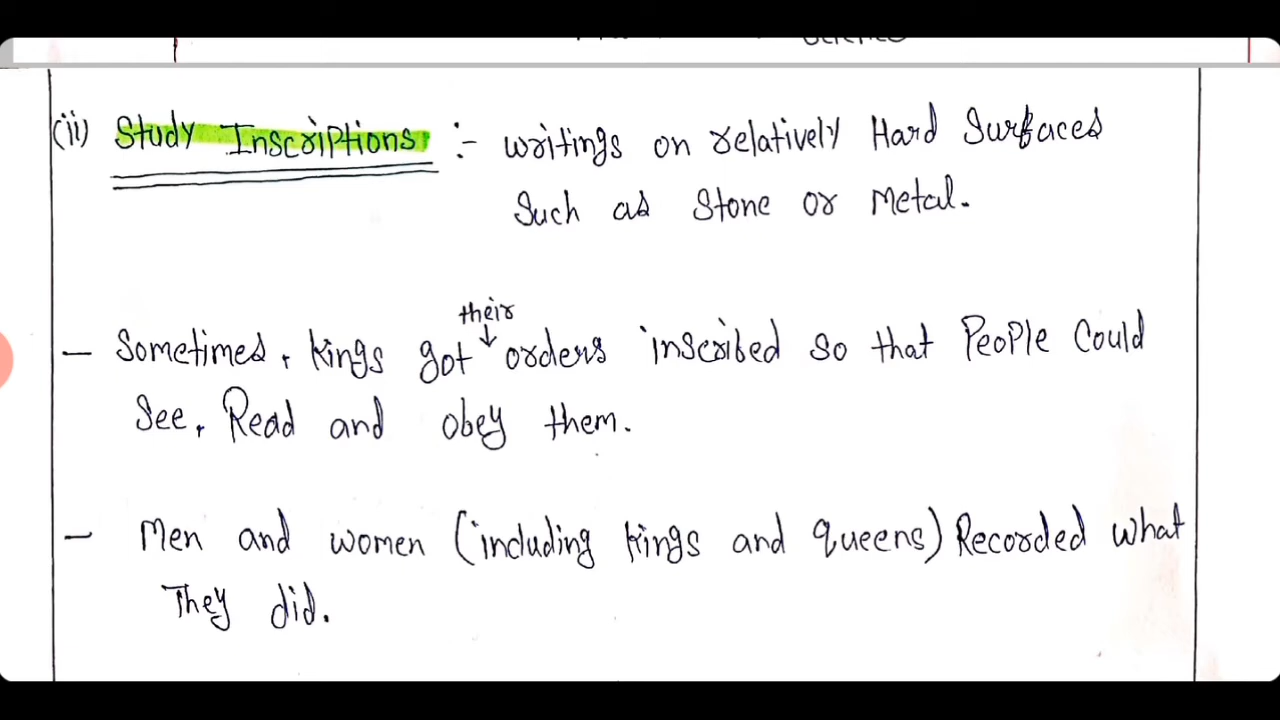 (ii) Study Inscriptions :- writings on relatively Hard Surfaces
Such as Stone or Metal.
their
- Sometimes, Kings got ↓ orders inscribed so that People Could
See, Read and obey them.
- Men and women (including Kings and queens) Recorded what
They did.